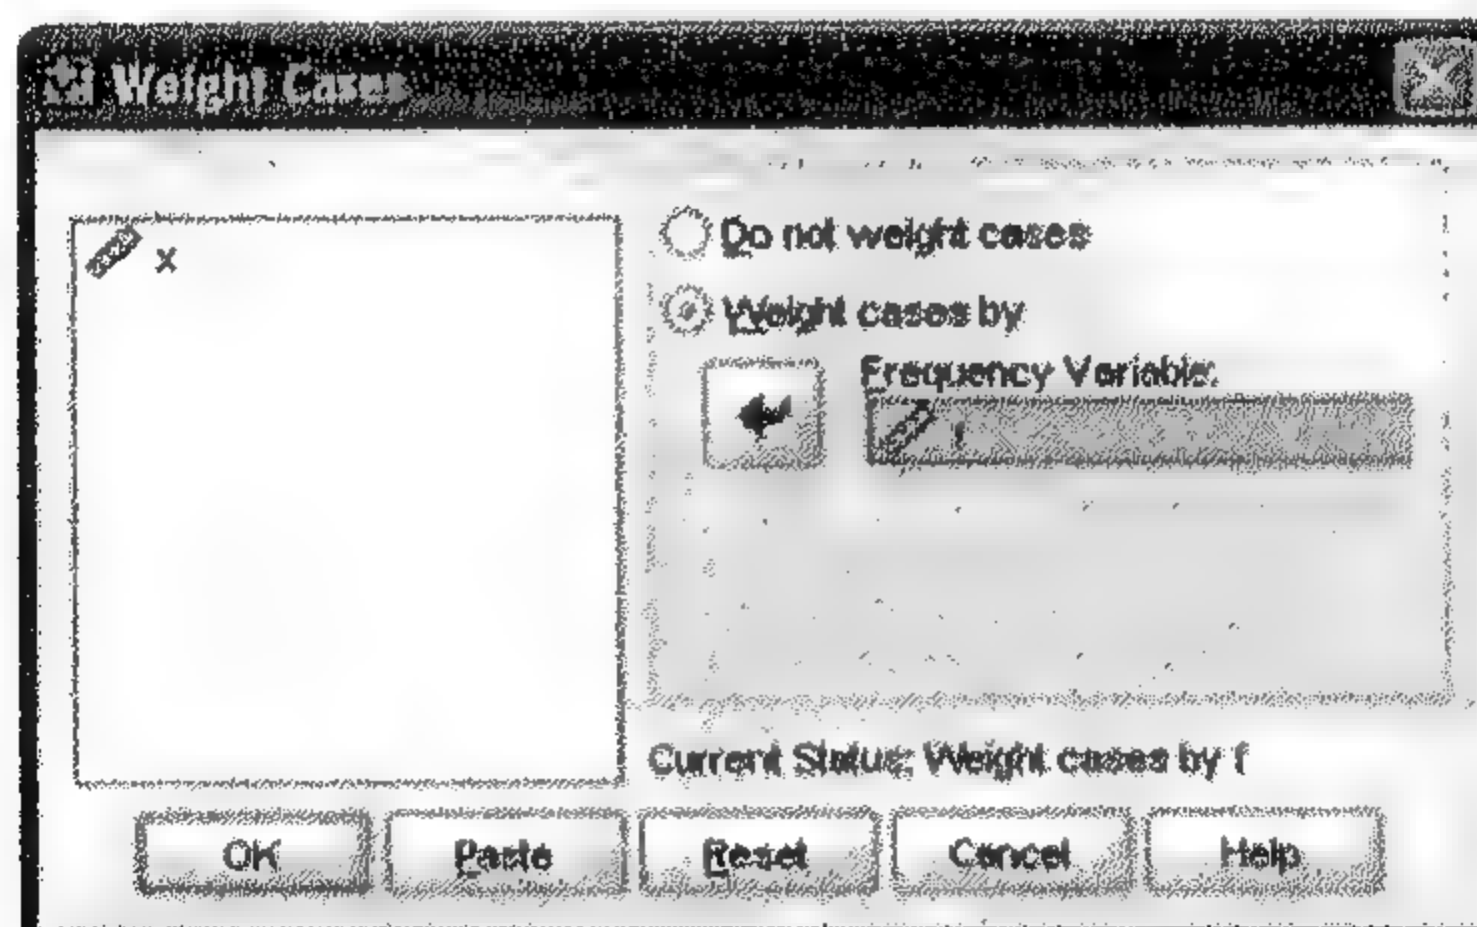 Weight Cases
x
Do not weight cases
Weight cases by
Frequency Variable:
f
Current Status: Weight cases by f
OK
Paste
Reset
Cancel
Help